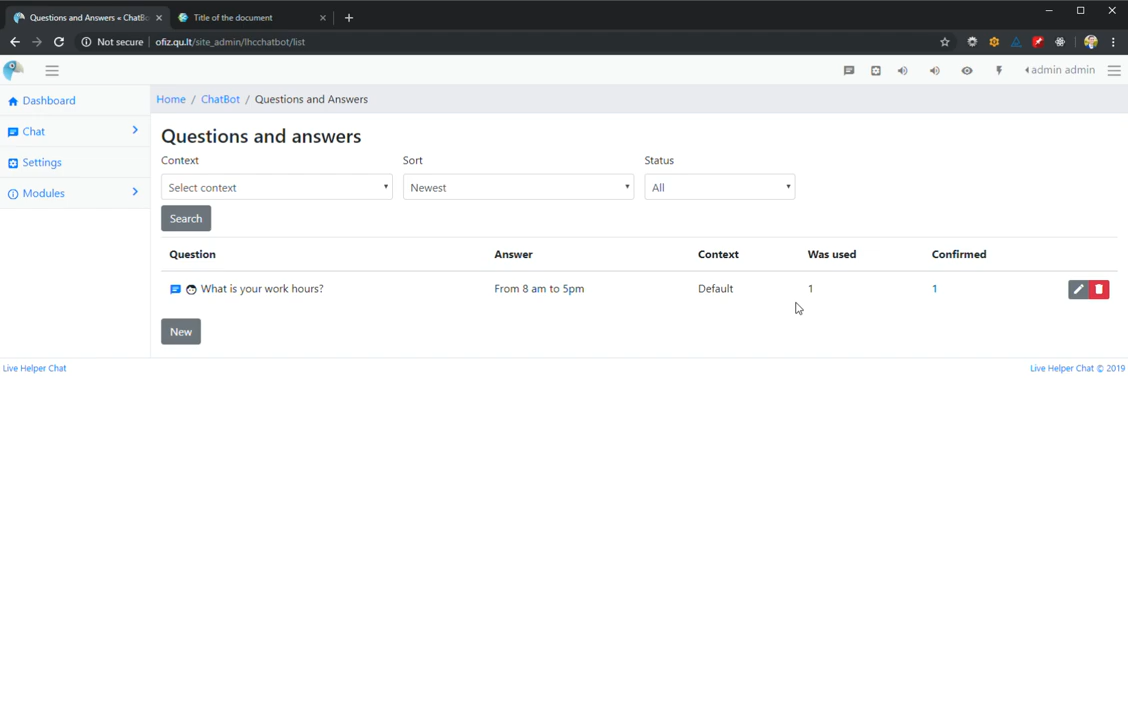 Questions and Answers « ChatBo
Title of the document
Not secure
ofiz.qu.lt/site_admin/lhcchatbot/list
admin admin
Dashboard
Home / ChatBot / Questions and Answers
Chat
Settings
Modules
Questions and answers
Context Sort Status
Select context Newest All
Search
Question Answer Context Was used Confirmed
What is your work hours? From 8 am to 5pm Default 1 1
New
Live Helper Chat
Live Helper Chat © 2019